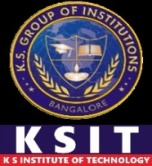 K.S. GROUP OF INSTITUTIONS
BANGALORE
KSIT
K S INSTITUTE OF TECHNOLOGY